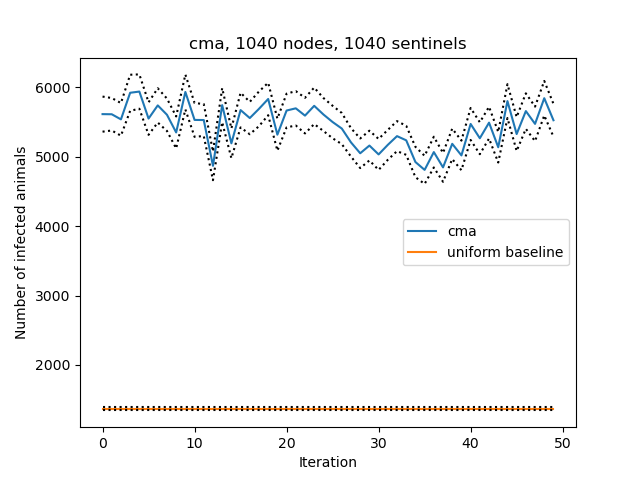 cma, 1040 nodes, 1040 sentinels
Number of infected animals
6000
5000
4000
3000
2000
cma
uniform baseline
0
10
20
30
40
50
Iteration